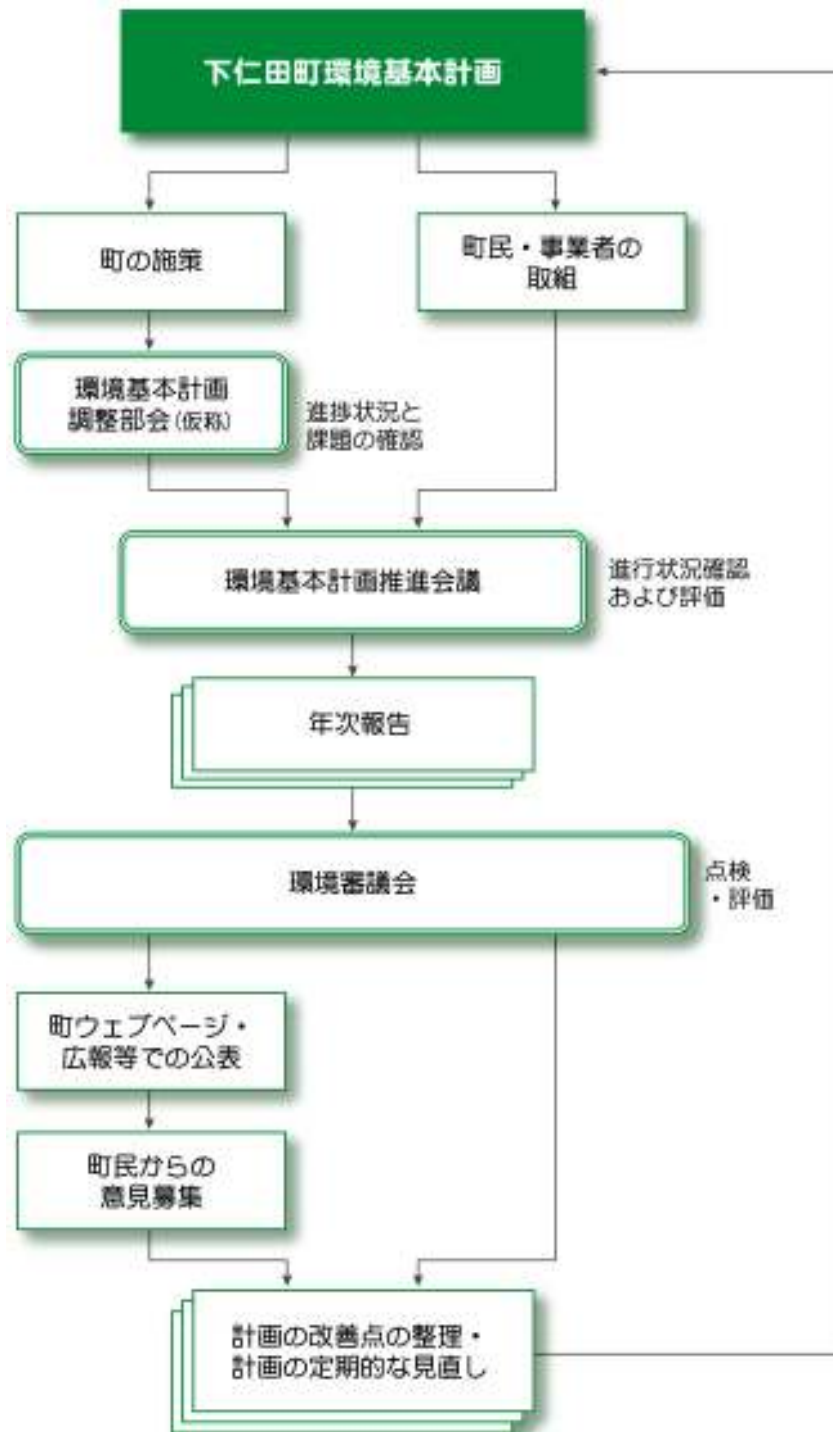 下仁田町環境基本計画
町の施策
町民・事業者の
取組
環境基本計画
調整部会(仮称)
進捗状況と
課題の確認
環境基本計画推進会議
進行状況確認
および評価
年次報告
環境審議会
点検
・評価
町ウェブページ・
広報等での公表
町民からの
意見募集
計画の改善点の整理・
計画の定期的な見直し